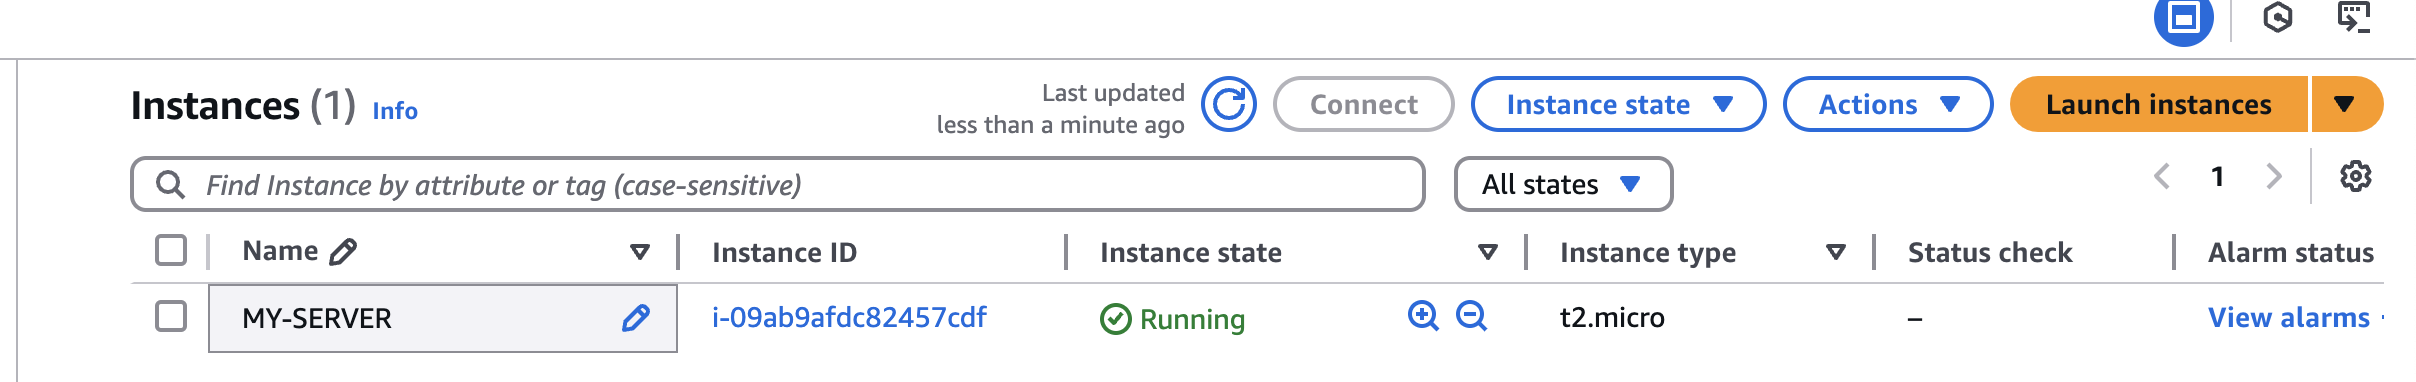 Instances (1) Info
Last updated
less than a minute ago
Connect
Instance state
Actions
Launch instances
Find Instance by attribute or tag (case-sensitive)
All states
1
Name Instance ID Instance state Instance type Status check Alarm status
MY-SERVER i-09ab9afdc82457cdf Running t2.micro – View alarms